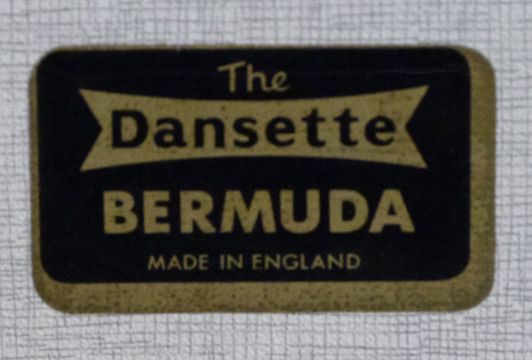 The
Dansette
BERMUDA
MADE IN ENGLAND